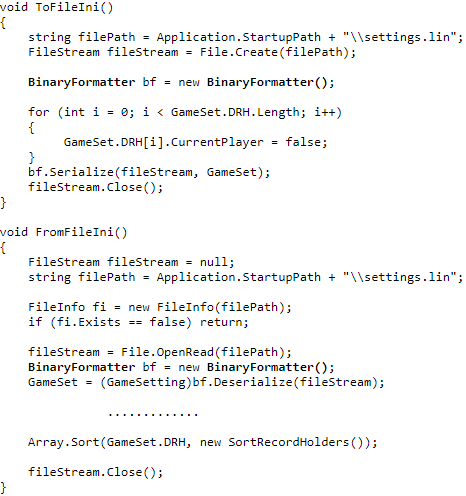 void ToFileIni()
{
    string filePath = Application.StartupPath + "\\settings.lin";
    FileStream fileStream = File.Create(filePath);

    BinaryFormatter bf = new BinaryFormatter();

    for (int i = 0; i < GameSet.DRH.Length; i++)
    {
         GameSet.DRH[i].CurrentPlayer = false;
    }
    bf.Serialize(fileStream, GameSet);
    fileStream.Close();
}

void FromFileIni()
{
    FileStream fileStream = null;
    string filePath = Application.StartupPath + "\\settings.lin";

    FileInfo fi = new FileInfo(filePath);
    if (fi.Exists == false) return;

    fileStream = File.OpenRead(filePath);
    BinaryFormatter bf = new BinaryFormatter();
    GameSet = (GameSetting)bf.Deserialize(fileStream);

               .............

    Array.Sort(GameSet.DRH, new SortRecordHolders());

    fileStream.Close();
}